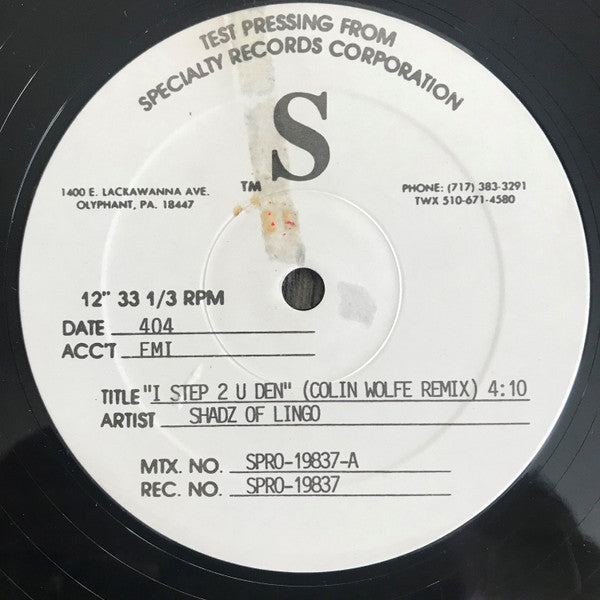 TEST PRESSING FROM
SPECIALTY RECORDS CORPORATION
S
TM
1400 E. LACKAWANNA AVE.
OLYPHANT, PA. 18447
PHONE: (717) 383-3291
TWX 510-671-4580
12" 33 1/3 RPM
DATE 404
ACC'T EMI
TITLE "I STEP 2 U DEN" (COLIN WOLFE REMIX) 4:10
ARTIST SHADZ OF LINGO
MTX. NO. SPRO-19837-A
REC. NO. SPRO-19837